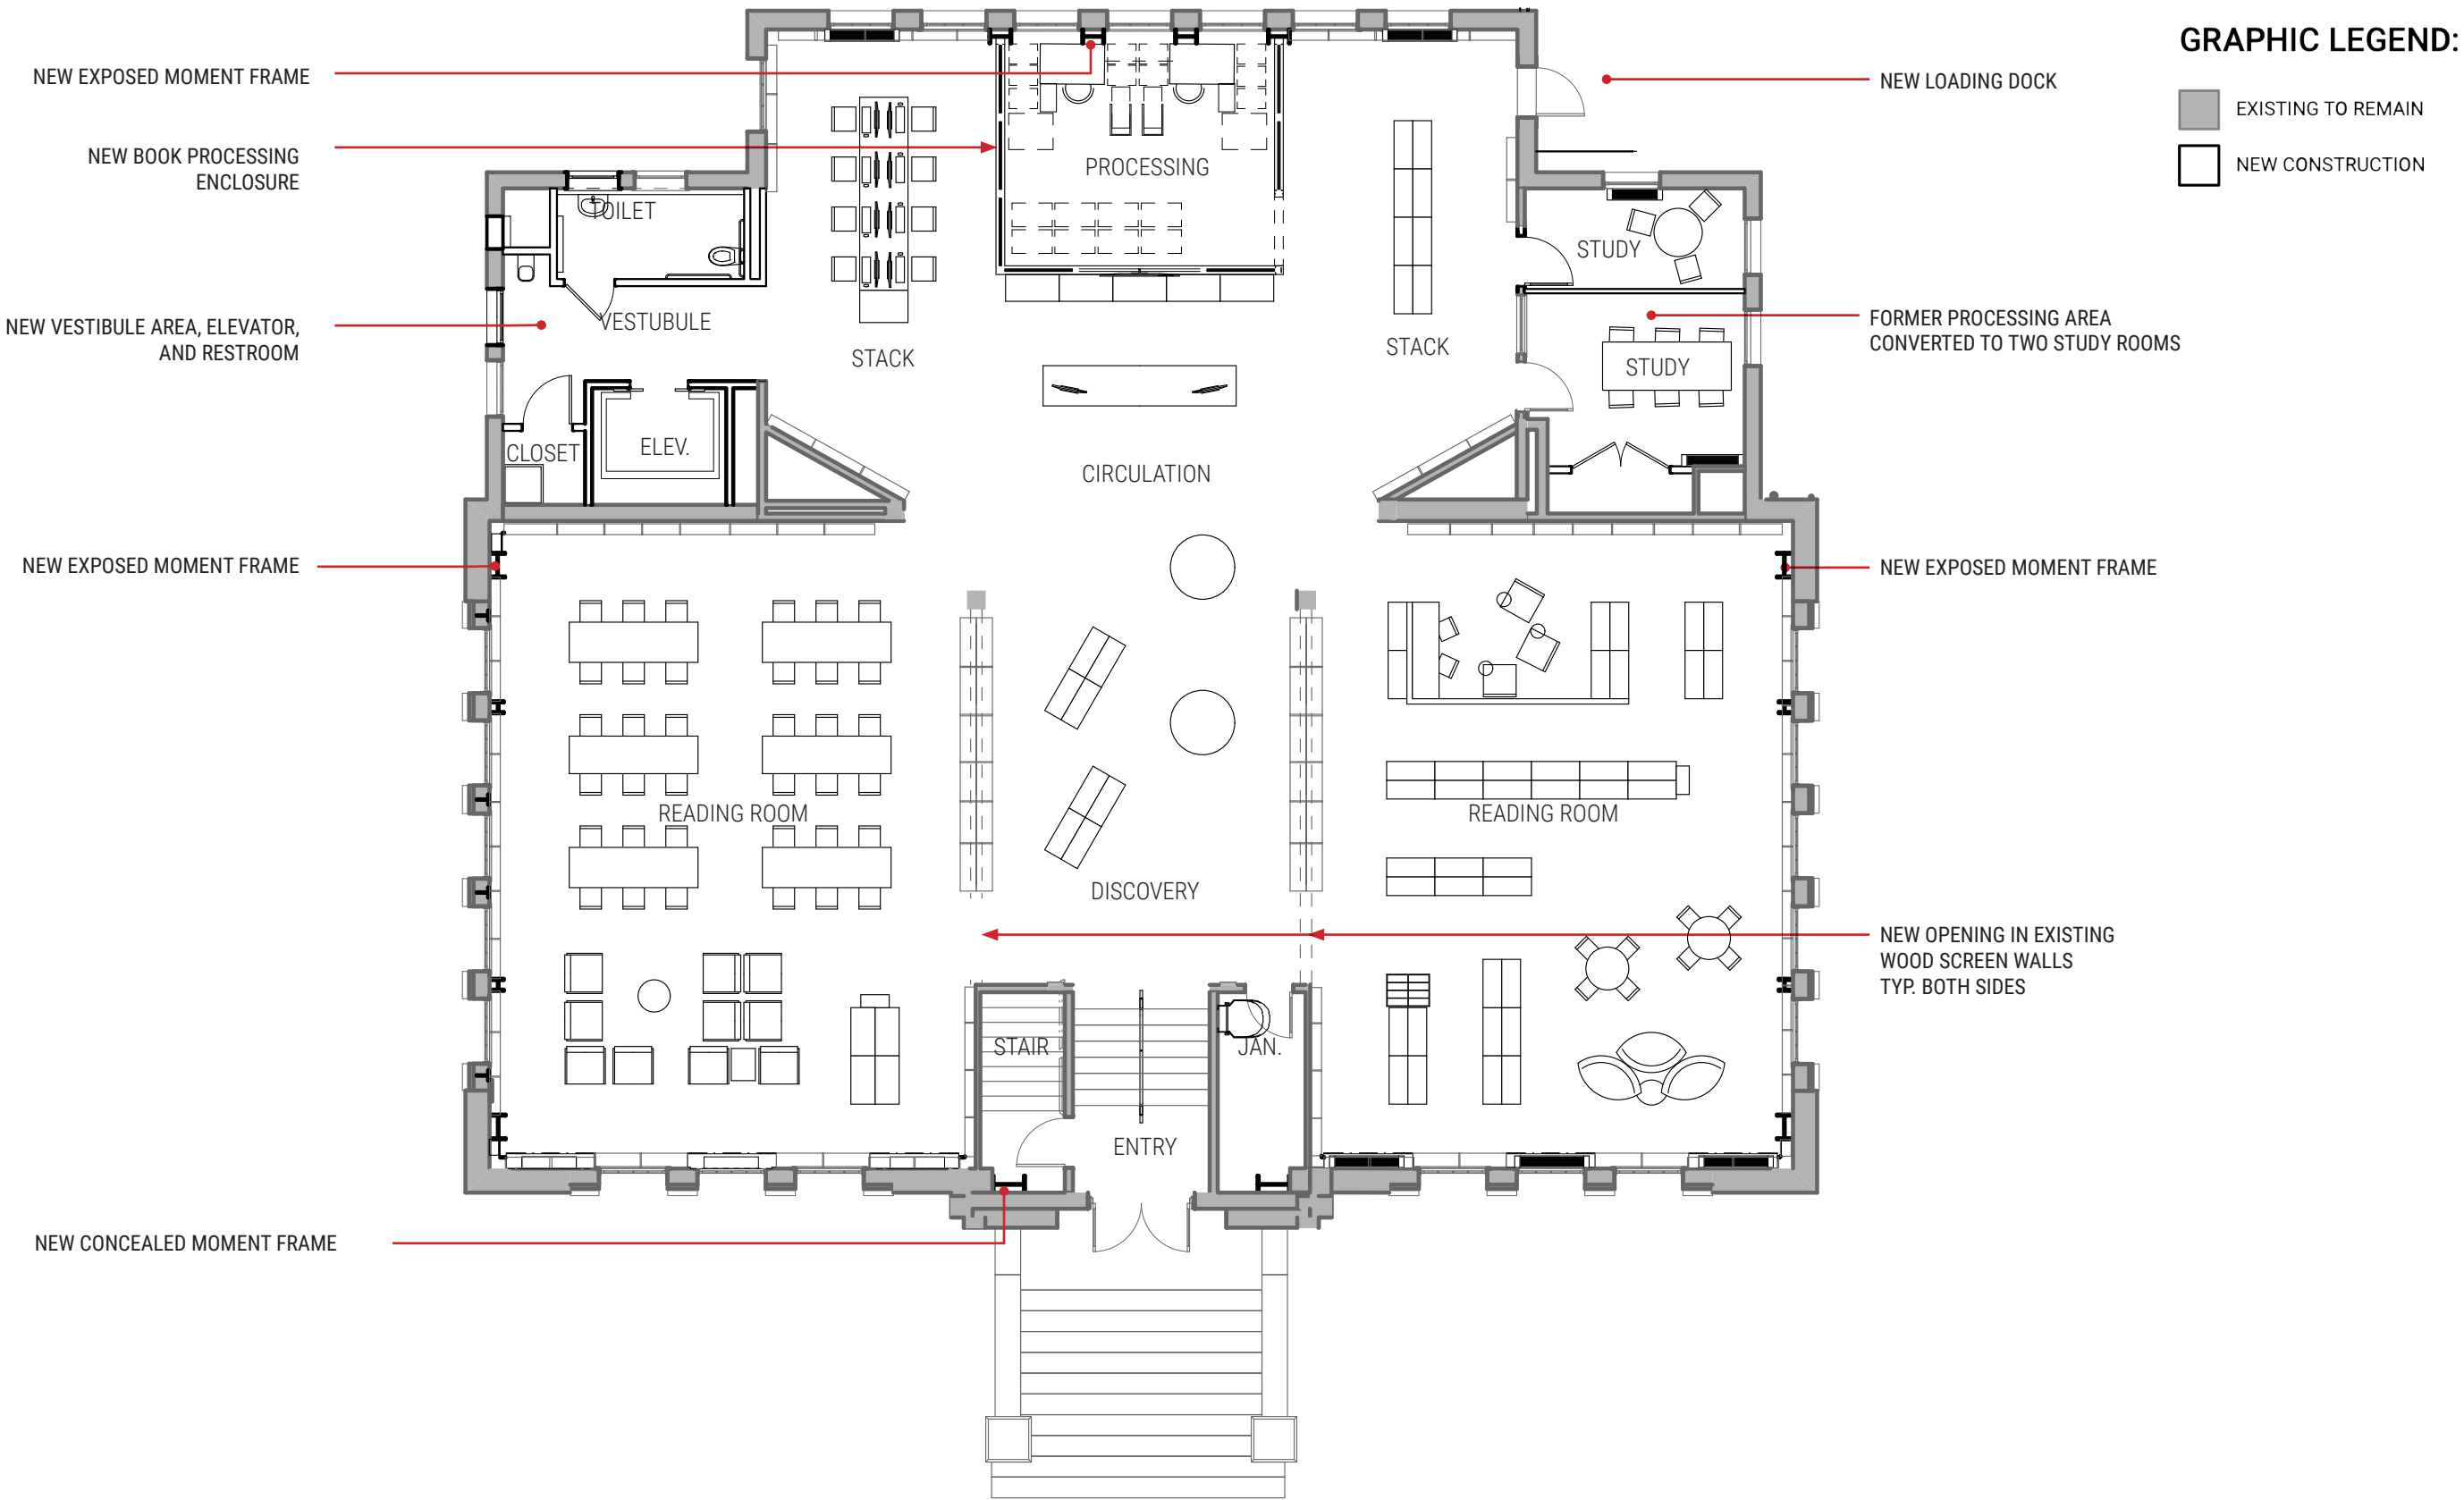 GRAPHIC LEGEND:
EXISTING TO REMAIN
NEW CONSTRUCTION
NEW EXPOSED MOMENT FRAME
NEW LOADING DOCK
NEW BOOK PROCESSING
ENCLOSURE
PROCESSING
TOILET
STUDY
NEW VESTIBULE AREA, ELEVATOR,
AND RESTROOM
VESTUBULE
STACK
STACK
FORMER PROCESSING AREA
CONVERTED TO TWO STUDY ROOMS
STUDY
CLOSET
ELEV.
CIRCULATION
NEW EXPOSED MOMENT FRAME
NEW EXPOSED MOMENT FRAME
READING ROOM
READING ROOM
DISCOVERY
NEW OPENING IN EXISTING
WOOD SCREEN WALLS
TYP. BOTH SIDES
STAIR
JAN.
ENTRY
NEW CONCEALED MOMENT FRAME